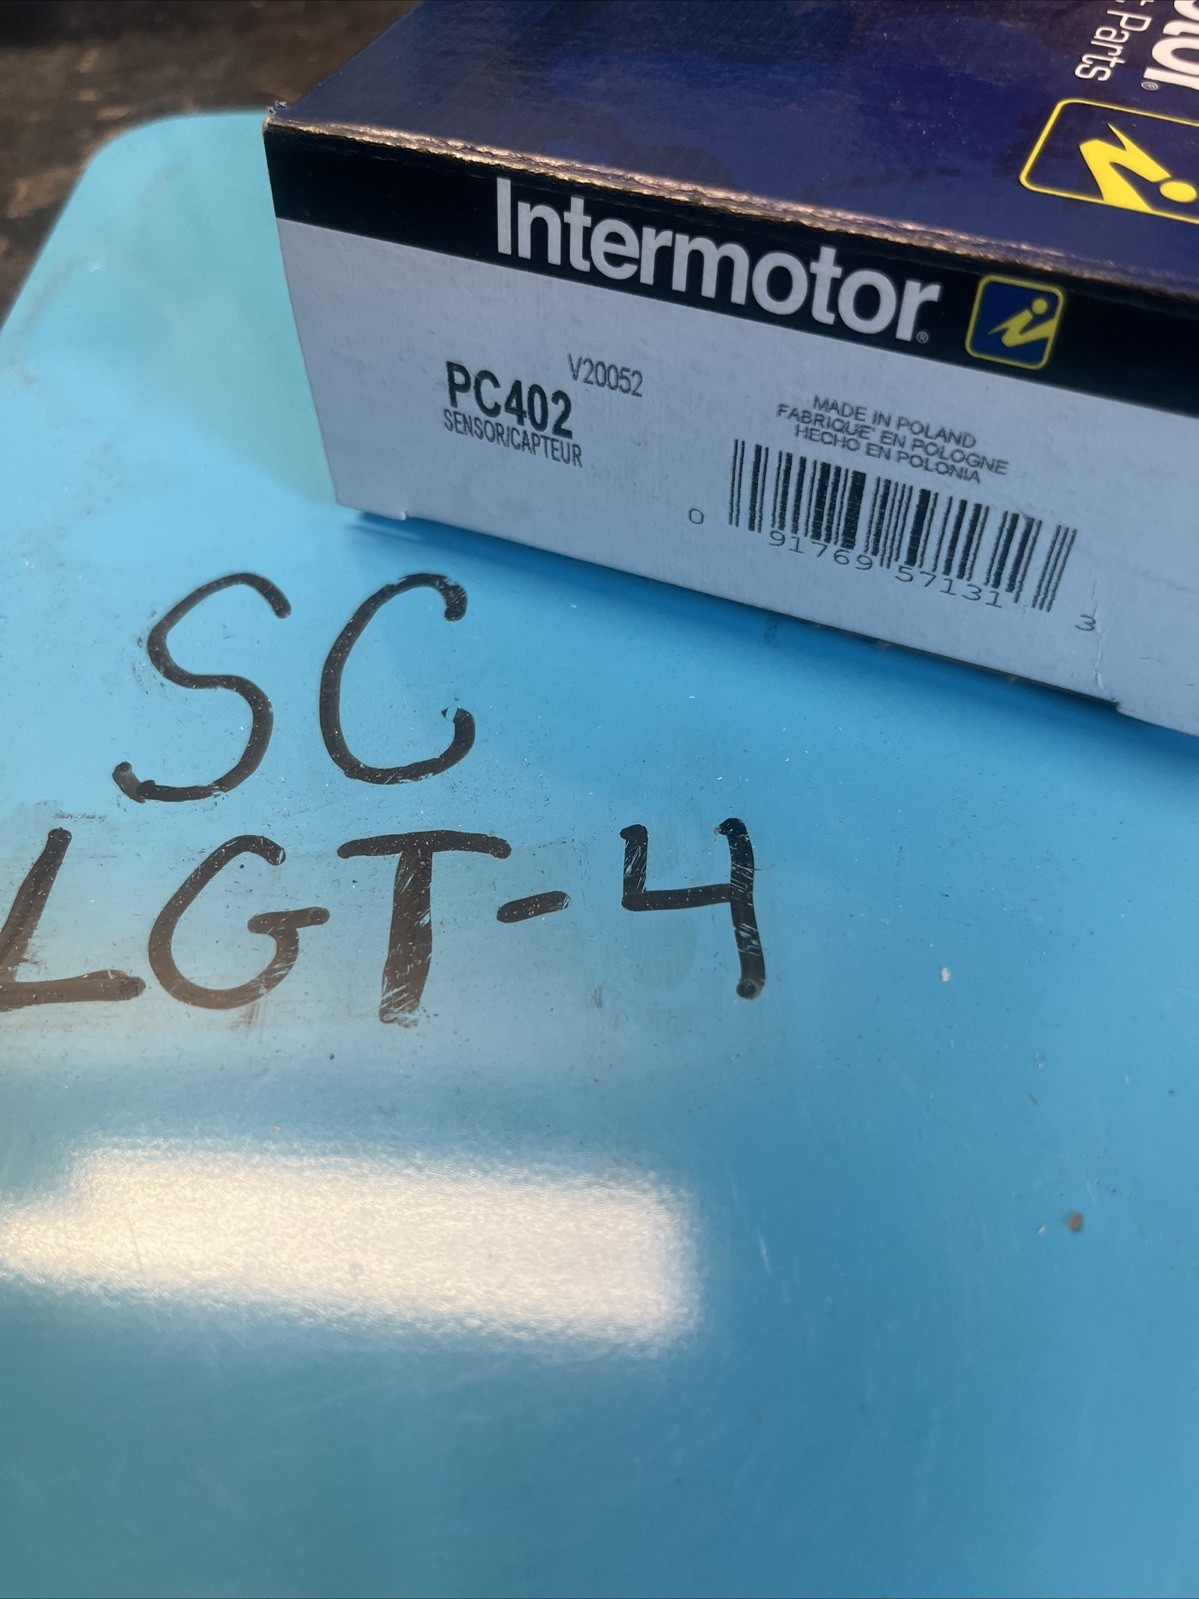 Parts
Intermotor®
V20052
PC402
SENSOR/CAPTEUR
MADE IN POLAND
FABRIQUE' EN POLOGNE
HECHO EN POLONIA
0 91769 57131 3
SC
LGT-4